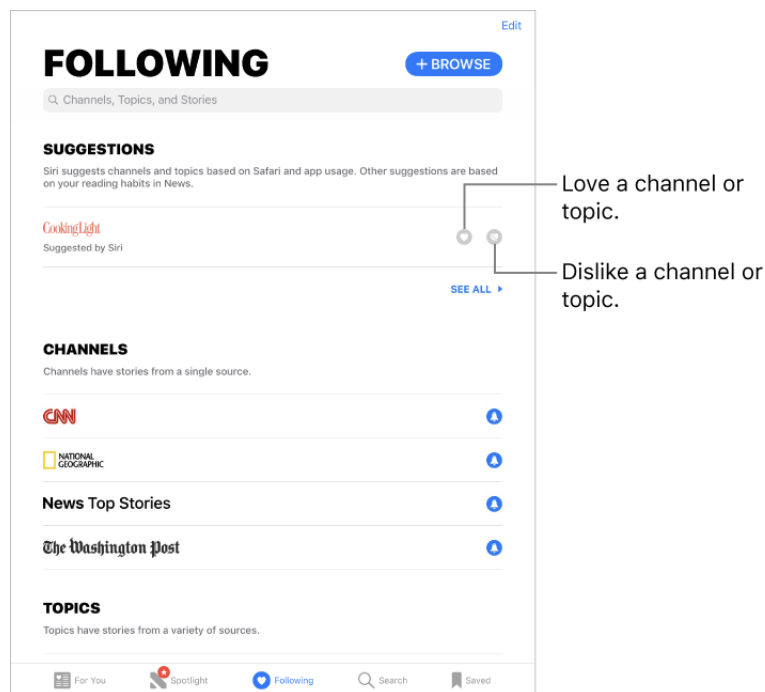 Edit
FOLLOWING
+ BROWSE
Channels, Topics, and Stories
SUGGESTIONS
Siri suggests channels and topics based on Safari and app usage. Other suggestions are based
on your reading habits in News.
CookingLight
Suggested by Siri
Love a channel or
topic.
Dislike a channel or
topic.
SEE ALL
CHANNELS
Channels have stories from a single source.
CNN
NATIONAL
GEOGRAPHIC
News Top Stories
The Washington Post
TOPICS
Topics have stories from a variety of sources.
For You
Spotlight
Following
Search
Saved